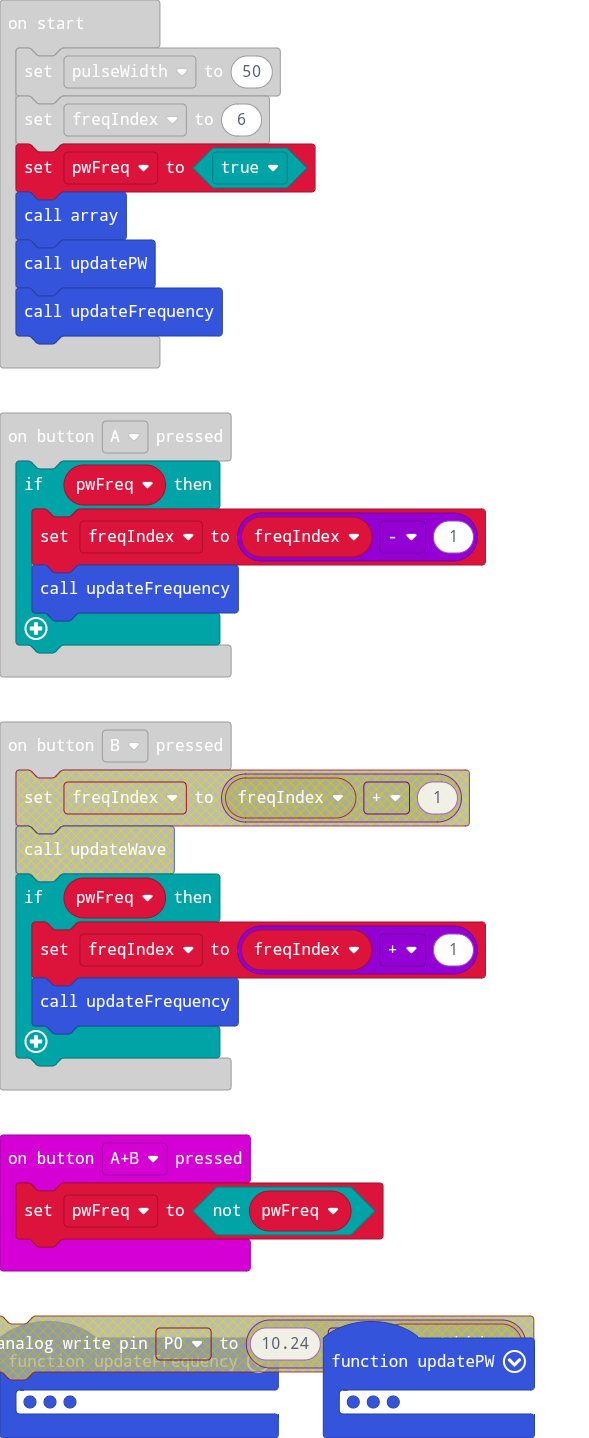 on start
set pulseWidth to 50
set freqIndex to 6
set pwFreq to true
call array
call updatePW
call updateFrequency
on button A pressed
if pwFreq then
set freqIndex to freqIndex - 1
call updateFrequency
on button B pressed
set freqIndex to freqIndex + 1
call updateWave
if pwFreq then
set freqIndex to freqIndex + 1
call updateFrequency
on button A+B pressed
set pwFreq to not pwFreq
analog write pin P0 to 10.24
function updateFrequency
function updatePW